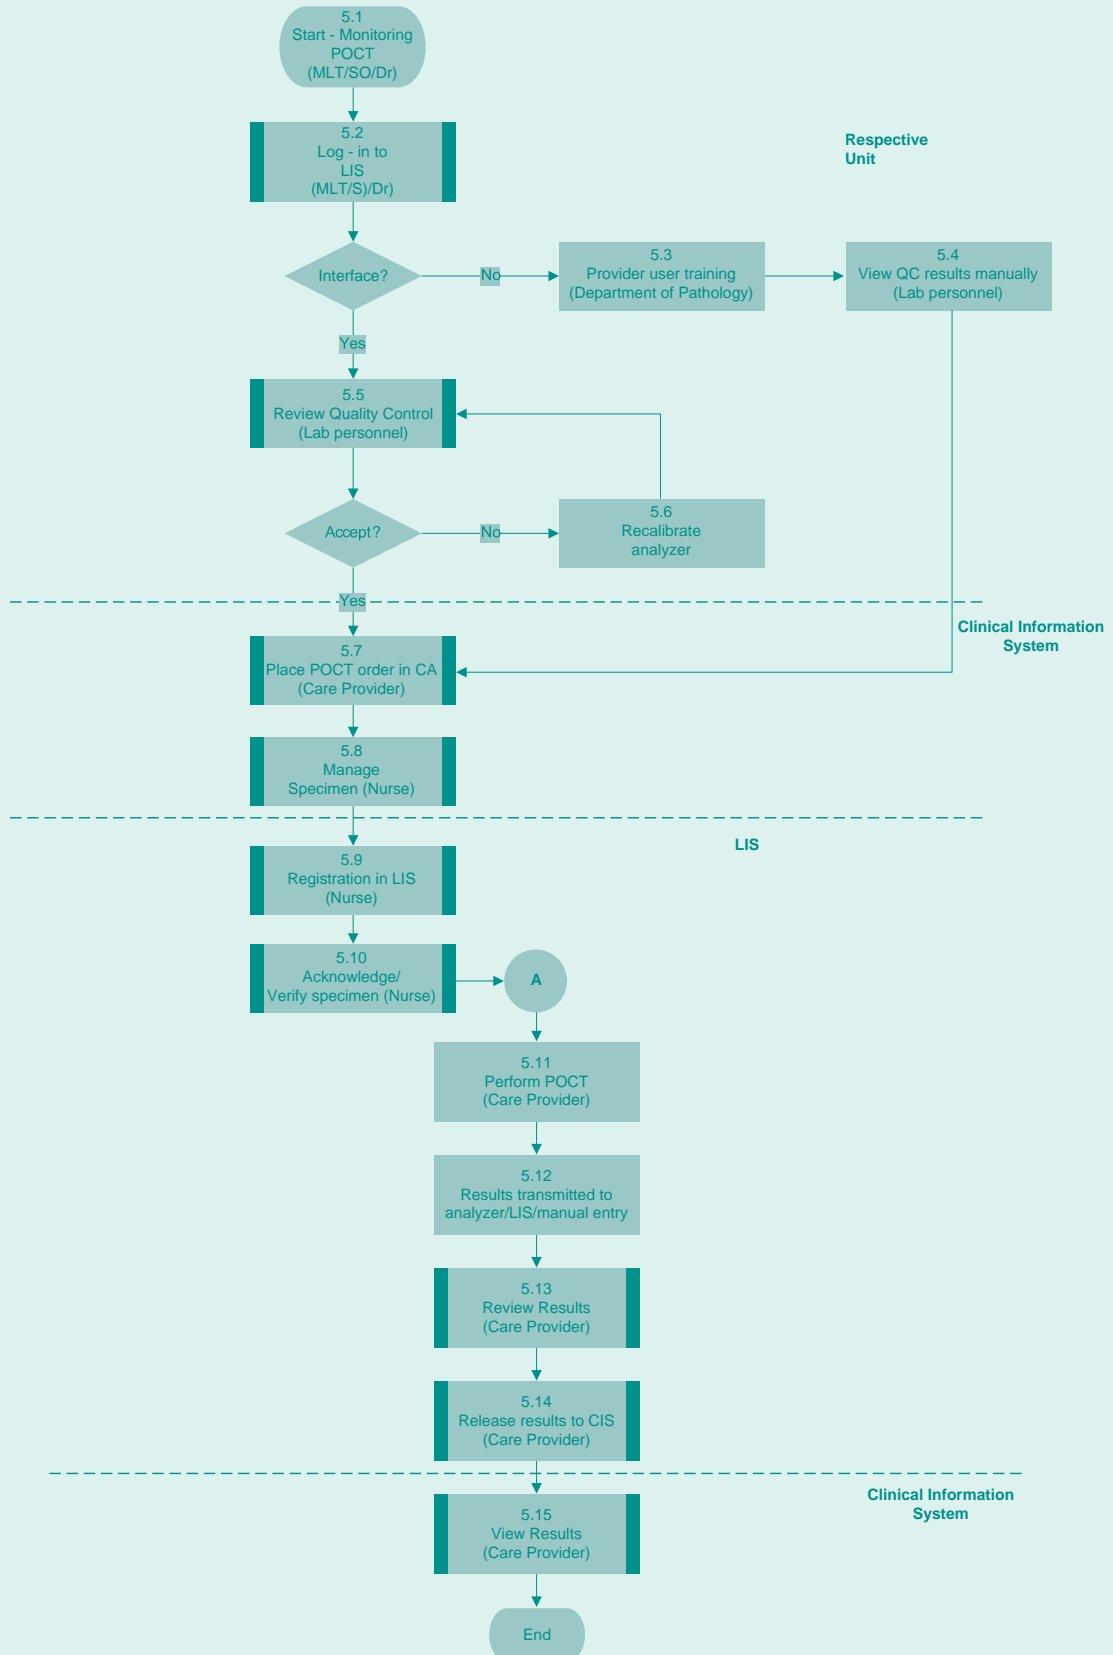 5.1
Start - Monitoring
POCT
(MLT/SO/Dr)
5.2
Log - in to
LIS
(MLT/S)/Dr)
Respective
Unit
Interface?
No
5.3
Provider user training
(Department of Pathology)
5.4
View QC results manually
(Lab personnel)
Yes
5.5
Review Quality Control
(Lab personnel)
Accept?
No
5.6
Recalibrate
analyzer
Yes
Clinical Information
System
5.7
Place POCT order in CA
(Care Provider)
5.8
Manage
Specimen (Nurse)
LIS
5.9
Registration in LIS
(Nurse)
5.10
Acknowledge/
Verify specimen (Nurse)
A
5.11
Perform POCT
(Care Provider)
5.12
Results transmitted to
analyzer/LIS/manual entry
5.13
Review Results
(Care Provider)
5.14
Release results to CIS
(Care Provider)
Clinical Information
System
5.15
View Results
(Care Provider)
End